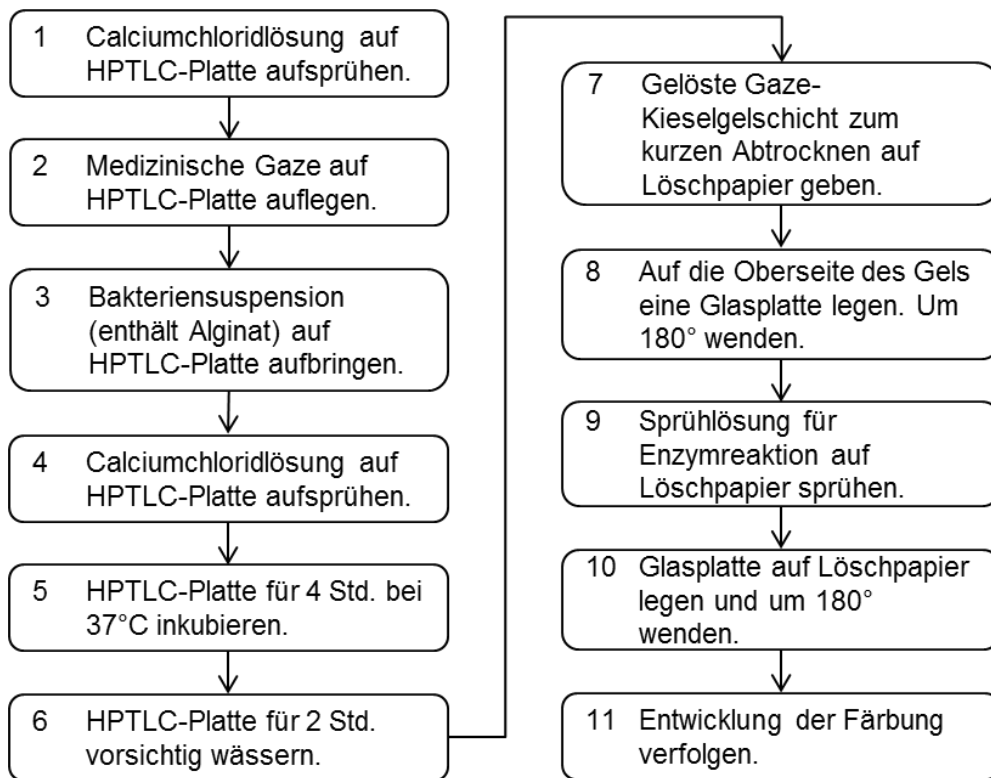 1 Calciumchloridlösung auf
HPTLC-Platte aufsprühen.
2 Medizinische Gaze auf
HPTLC-Platte auflegen.
3 Bakteriensuspension
(enthält Alginat) auf
HPTLC-Platte aufbringen.
4 Calciumchloridlösung auf
HPTLC-Platte aufsprühen.
5 HPTLC-Platte für 4 Std. bei
37°C inkubieren.
6 HPTLC-Platte für 2 Std.
vorsichtig wässern.
7 Gelöste Gaze-
Kieselgelschicht zum
kurzen Abtrocknen auf
Löschpapier geben.
8 Auf die Oberseite des Gels
eine Glasplatte legen. Um
180° wenden.
9 Sprühlösung für
Enzymreaktion auf
Löschpapier sprühen.
10 Glasplatte auf Löschpapier
legen und um 180°
wenden.
11 Entwicklung der Färbung
verfolgen.